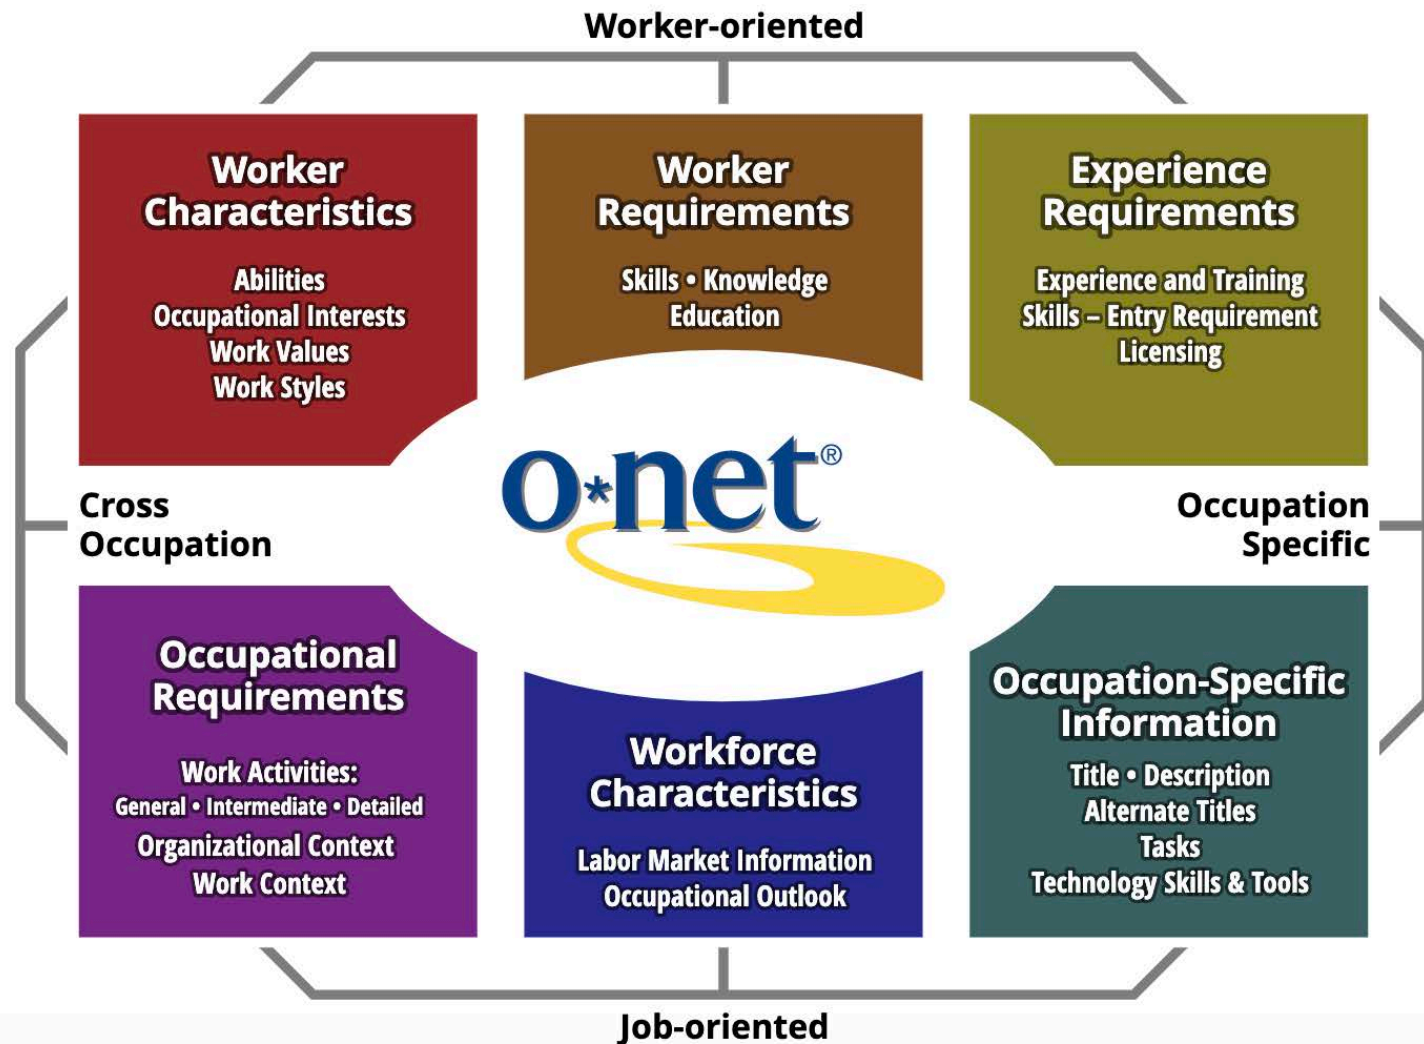 Worker-oriented
Worker
Characteristics
Abilities
Occupational Interests
Work Values
Work Styles
Worker
Requirements
Skills • Knowledge
Education
Experience
Requirements
Experience and Training
Skills – Entry Requirement
Licensing
o*net®
Cross
Occupation
Occupation
Specific
Occupational
Requirements
Work Activities:
General • Intermediate • Detailed
Organizational Context
Work Context
Workforce
Characteristics
Labor Market Information
Occupational Outlook
Occupation-Specific
Information
Title • Description
Alternate Titles
Tasks
Technology Skills & Tools
Job-oriented